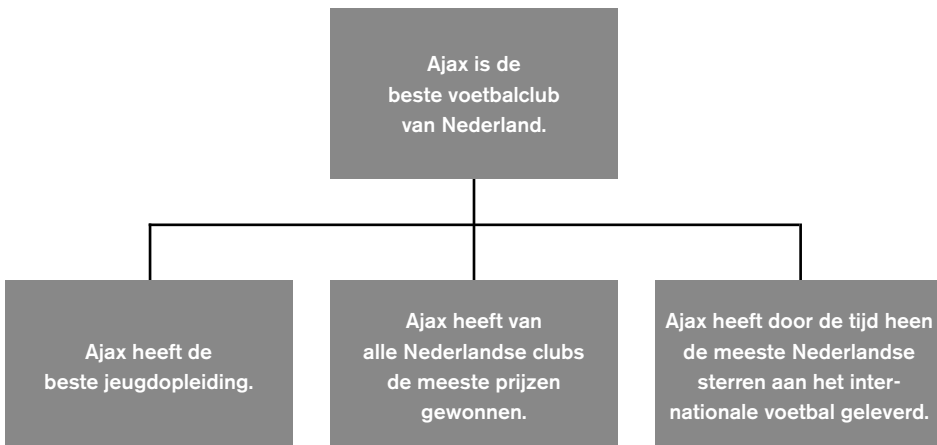 Ajax is de
beste voetbalclub
van Nederland.
Ajax heeft de
beste jeugdopleiding.
Ajax heeft van
alle Nederlandse clubs
de meeste prijzen
gewonnen.
Ajax heeft door de tijd heen
de meeste Nederlandse
sterren aan het inter-
nationale voetbal geleverd.